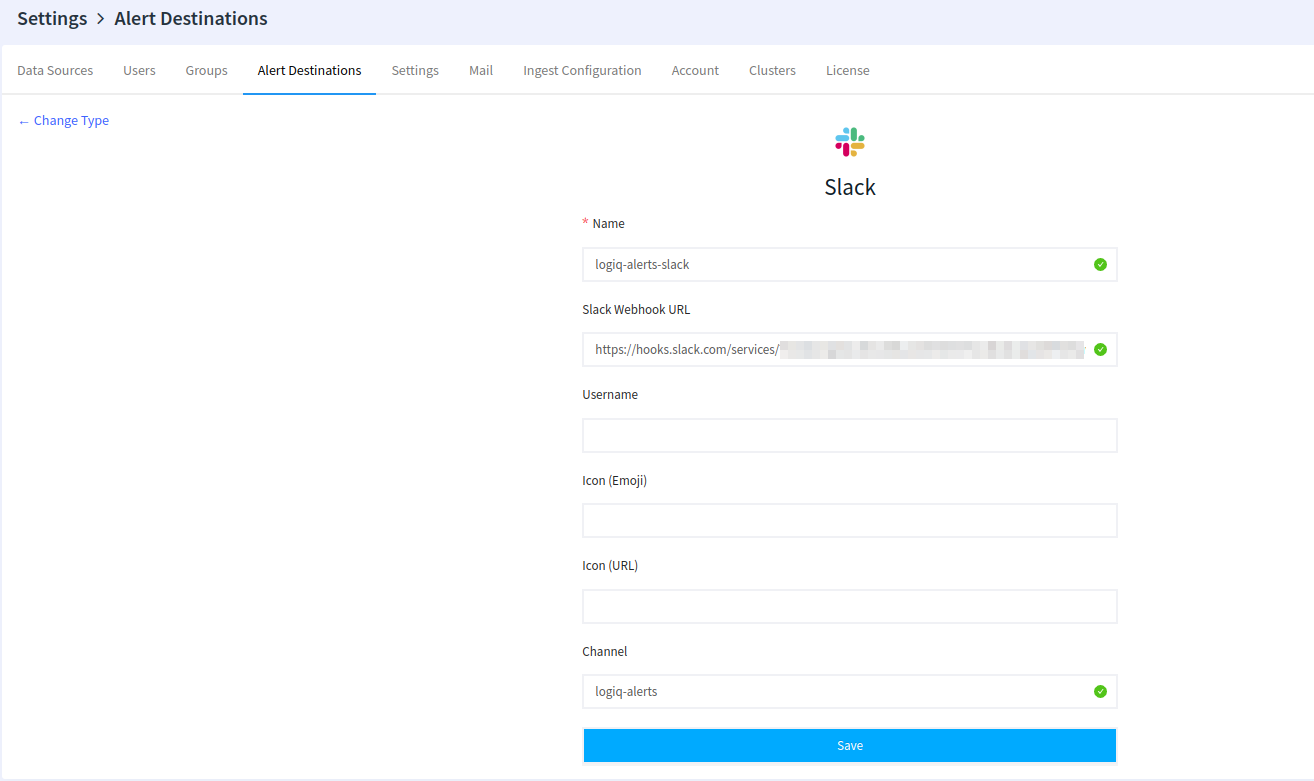 Settings > Alert Destinations
Data Sources Users Groups Alert Destinations Settings Mail Ingest Configuration Account Clusters License
← Change Type
Slack
* Name
logiq-alerts-slack
Slack Webhook URL
https://hooks.slack.com/services/
Username
Icon (Emoji)
Icon (URL)
Channel
logiq-alerts
Save